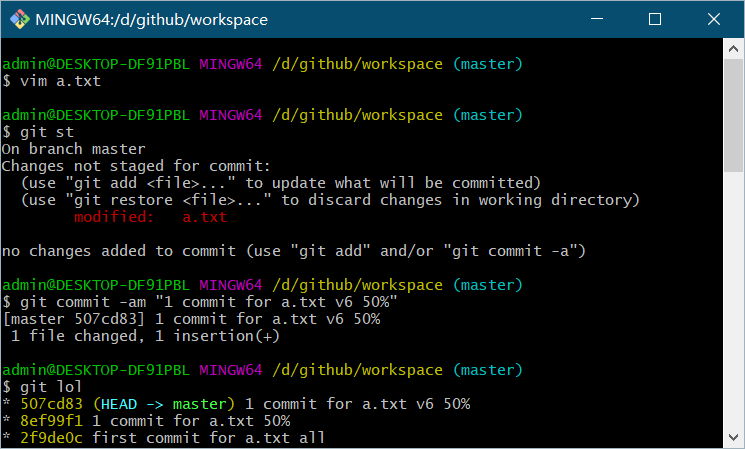 MINGW64:/d/github/workspace
admin@DESKTOP-DF91PBL MINGW64 /d/github/workspace (master)
$ vim a.txt
admin@DESKTOP-DF91PBL MINGW64 /d/github/workspace (master)
$ git st
On branch master
Changes not staged for commit:
  (use "git add <file>..." to update what will be committed)
  (use "git restore <file>..." to discard changes in working directory)
        modified:   a.txt
no changes added to commit (use "git add" and/or "git commit -a")
admin@DESKTOP-DF91PBL MINGW64 /d/github/workspace (master)
$ git commit -am "1 commit for a.txt v6 50%"
[master 507cd83] 1 commit for a.txt v6 50%
 1 file changed, 1 insertion(+)
admin@DESKTOP-DF91PBL MINGW64 /d/github/workspace (master)
$ git lol
* 507cd83 (HEAD -> master) 1 commit for a.txt v6 50%
* 8ef99f1 1 commit for a.txt 50%
* 2f9de0c first commit for a.txt all